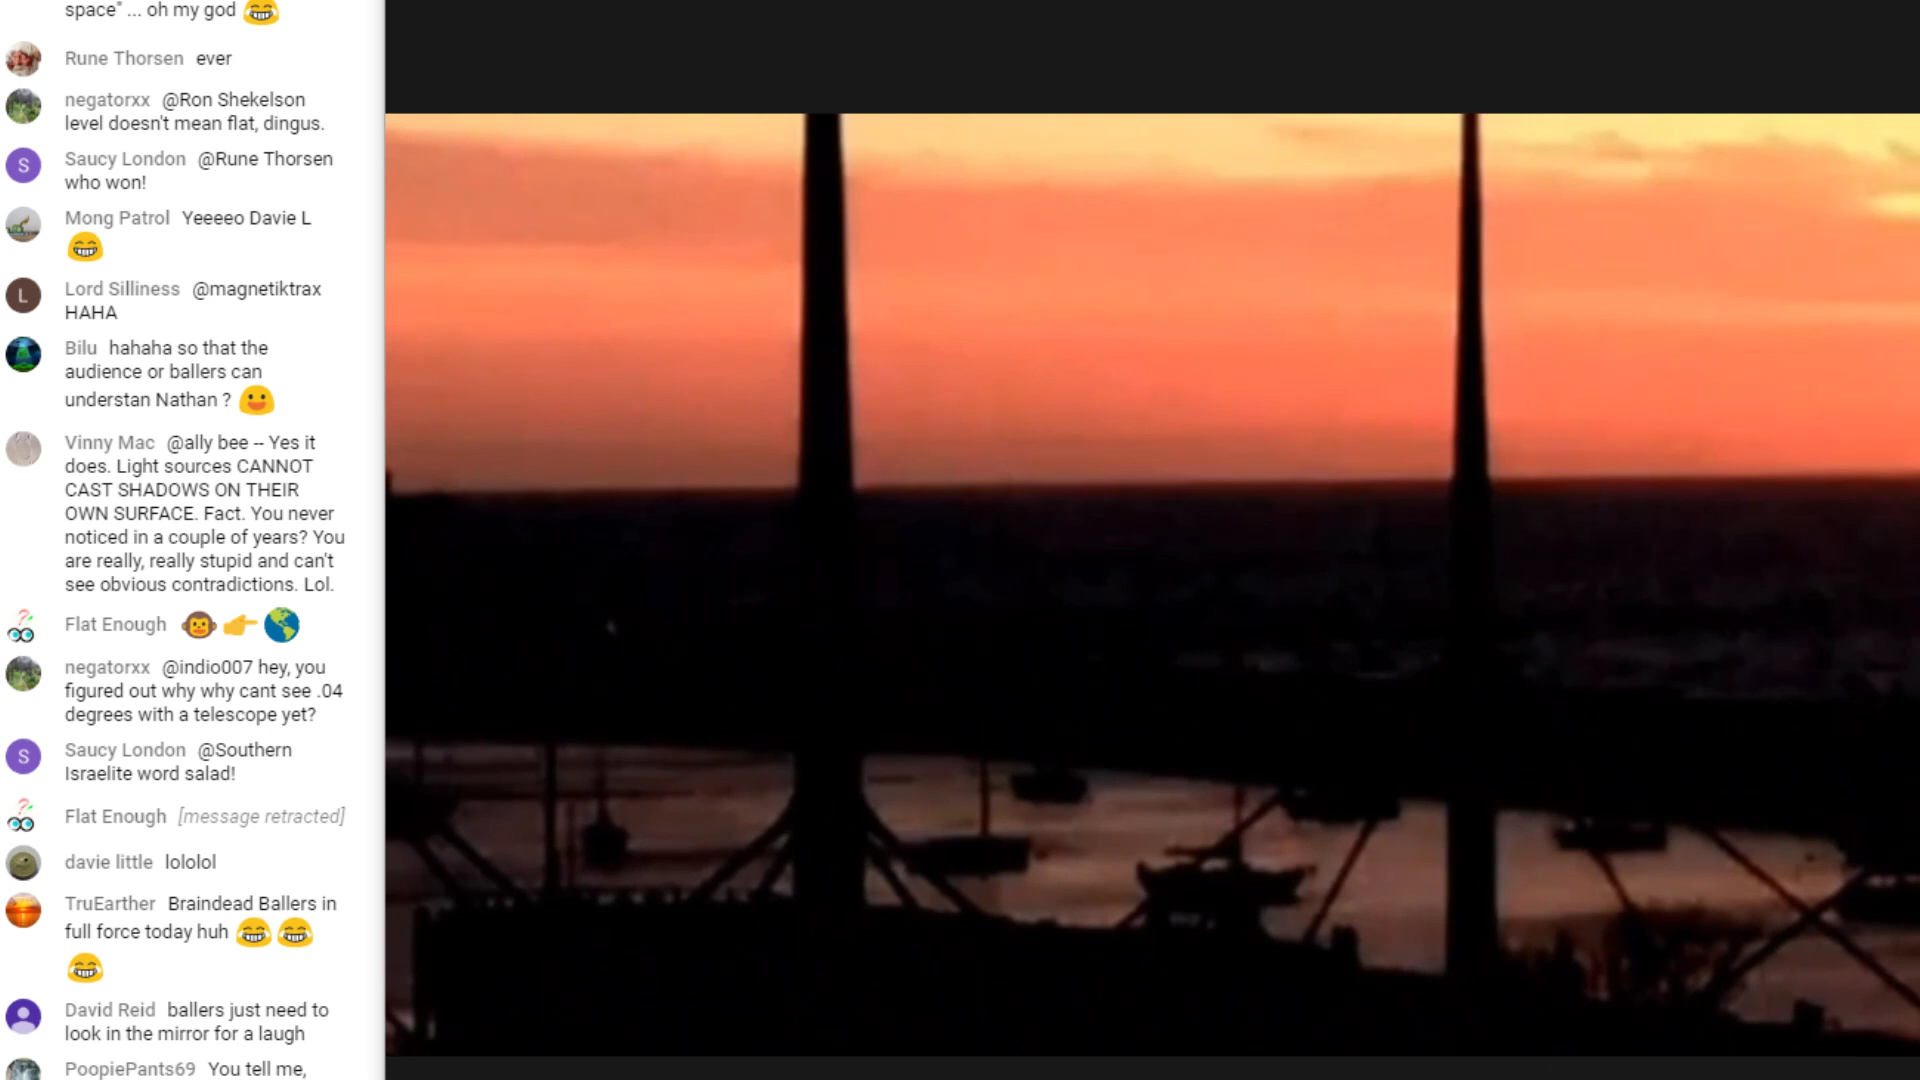 space" ... oh my god
Rune Thorsen ever
negatorxx @Ron Shekelson
level doesn't mean flat, dingus.
S
Saucy London @Rune Thorsen
who won!
Mong Patrol Yeeeeo Davie L
L
Lord Silliness @magnetiktrax
HAHA
Bilu hahaha so that the
audience or ballers can
understan Nathan ?
Vinny Mac @ally bee -- Yes it
does. Light sources CANNOT
CAST SHADOWS ON THEIR
OWN SURFACE. Fact. You never
noticed in a couple of years? You
are really, really stupid and can't
see obvious contradictions. Lol.
Flat Enough
negatorxx @indio007 hey, you
figured out why why cant see .04
degrees with a telescope yet?
S
Saucy London @Southern
Israelite word salad!
Flat Enough [message retracted]
davie little lololol
TruEarther Braindead Ballers in
full force today huh
David Reid ballers just need to
look in the mirror for a laugh
PoopiePants69 You tell me,